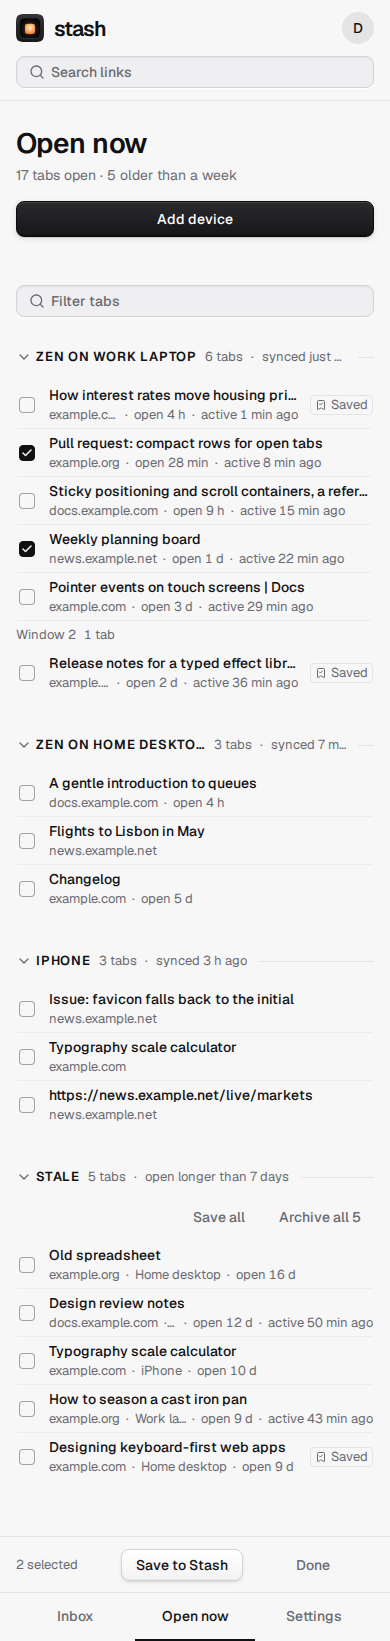 stash
D
Search links
Open now
17 tabs open · 5 older than a week
Add device
Filter tabs
ZEN ON WORK LAPTOP 6 tabs · synced just ...
How interest rates move housing pri...
example.c... · open 4 h · active 1 min ago
Saved
Pull request: compact rows for open tabs
example.org · open 28 min · active 8 min ago
Sticky positioning and scroll containers, a refer...
docs.example.com · open 9 h · active 15 min ago
Weekly planning board
news.example.net · open 1 d · active 22 min ago
Pointer events on touch screens | Docs
example.com · open 3 d · active 29 min ago
Window 2 1 tab
Release notes for a typed effect libr...
example.... · open 2 d · active 36 min ago
Saved
ZEN ON HOME DESKTO... 3 tabs · synced 7 m...
A gentle introduction to queues
docs.example.com · open 4 h
Flights to Lisbon in May
news.example.net
Changelog
example.com · open 5 d
IPHONE 3 tabs · synced 3 h ago
Issue: favicon falls back to the initial
news.example.net
Typography scale calculator
example.com
https://news.example.net/live/markets
news.example.net
STALE 5 tabs · open longer than 7 days
Save all Archive all 5
Old spreadsheet
example.org · Home desktop · open 16 d
Design review notes
docs.example.com ·... · open 12 d · active 50 min ago
Typography scale calculator
example.com · iPhone · open 10 d
How to season a cast iron pan
example.org · Work la... · open 9 d · active 43 min ago
Designing keyboard-first web apps
example.com · Home desktop · open 9 d
Saved
2 selected Save to Stash Done
Inbox Open now Settings